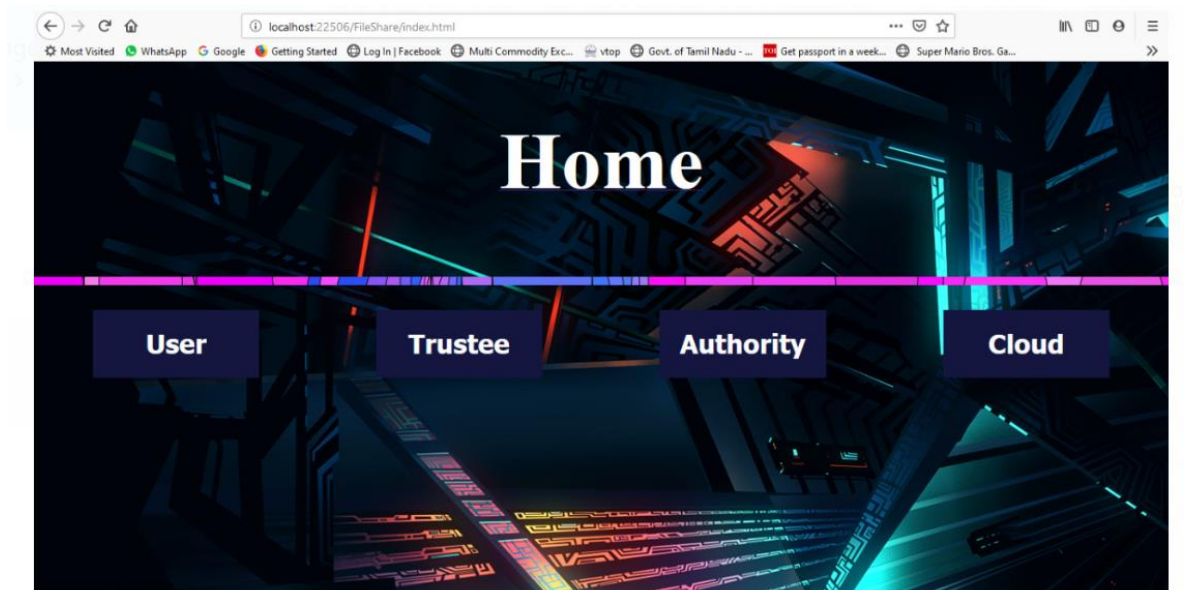 localhost:22506/FileShare/index.html
Most Visited WhatsApp Google Getting Started Log In | Facebook Multi Commodity Exc... vtop Govt. of Tamil Nadu - ... TOI Get passport in a week... Super Mario Bros. Ga...
Home
User Trustee Authority Cloud